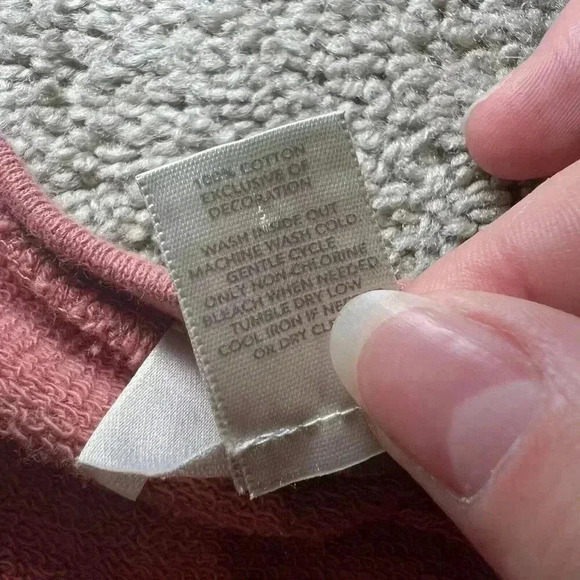 100% COTTON
EXCLUSIVE OF
DECORATION
WASH INSIDE OUT
MACHINE WASH COLD
GENTLE CYCLE
ONLY NON-CHLORINE
BLEACH WHEN NEEDED
TUMBLE DRY LOW
COOL IRON IF
OR DRY